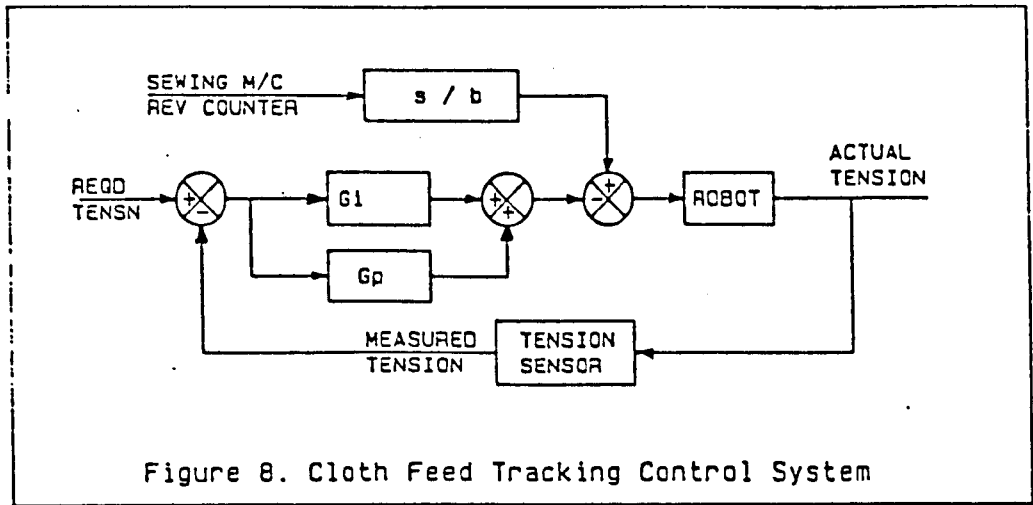 SEWING M/C
REV COUNTER
s / b
ACTUAL
TENSION
REQD
TENSN
+
-
Gi
+
+
+
-
ROBOT
Gp
MEASURED
TENSION
TENSION
SENSOR
Figure 8. Cloth Feed Tracking Control System